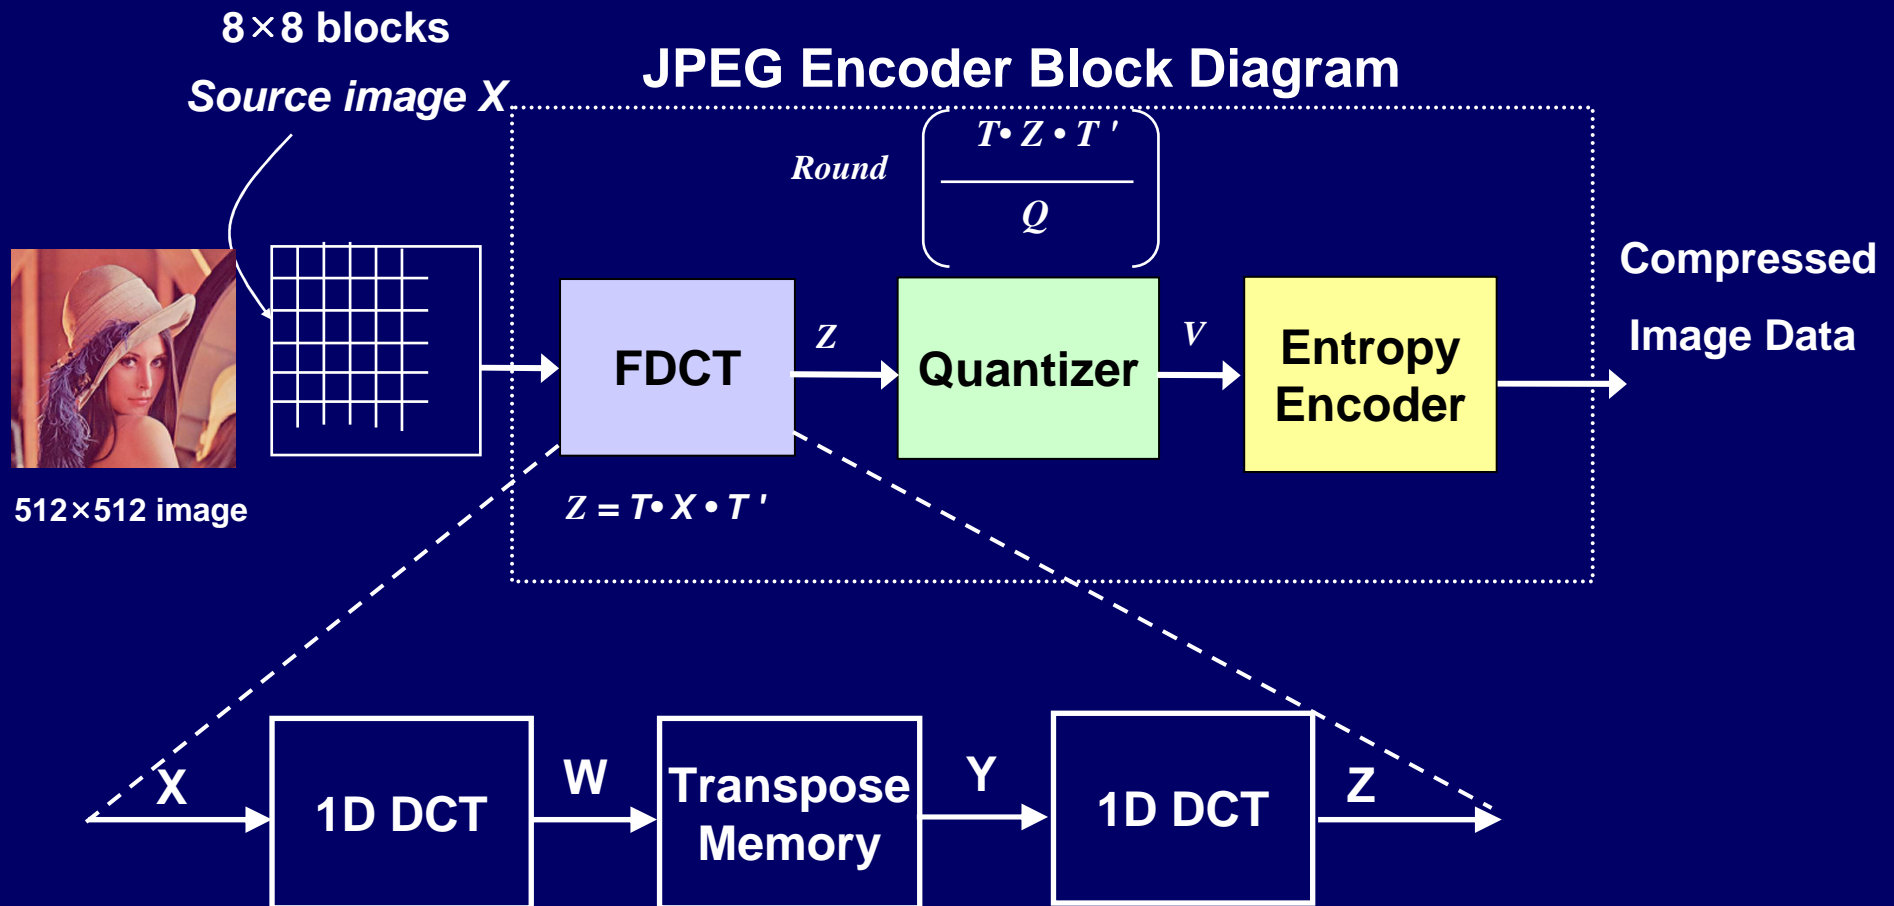 8×8 blocks
Source image X
JPEG Encoder Block Diagram
T• Z • T '
Round
Q
Compressed
Image Data
FDCT
Z
Quantizer
V
Entropy
Encoder
512×512 image
Z = T• X • T '
X
1D DCT
W
Transpose
Memory
Y
1D DCT
Z